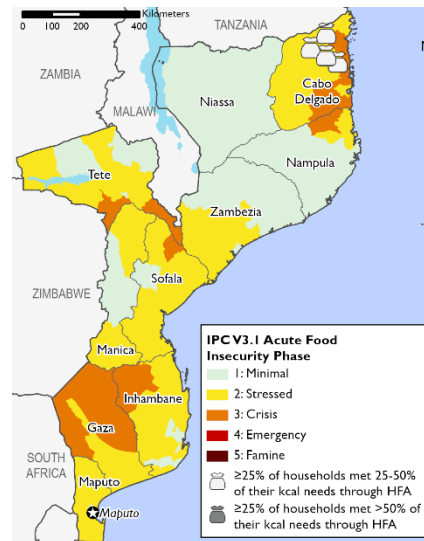 0 100 200 400
Kilometers
TANZANIA
ZAMBIA
MALAWI
Cabo
Delgado
Niassa
Nampula
Tete
Zambezia
Sofala
ZIMBABWE
Manica
Inhambane
Gaza
SOUTH
AFRICA
Maputo
Maputo
IPC V3.1 Acute Food
Insecurity Phase
1: Minimal
2: Stressed
3: Crisis
4: Emergency
5: Famine
≥25% of households met 25-50%
of their kcal needs through HFA
≥25% of households met >50% of
their kcal needs through HFA